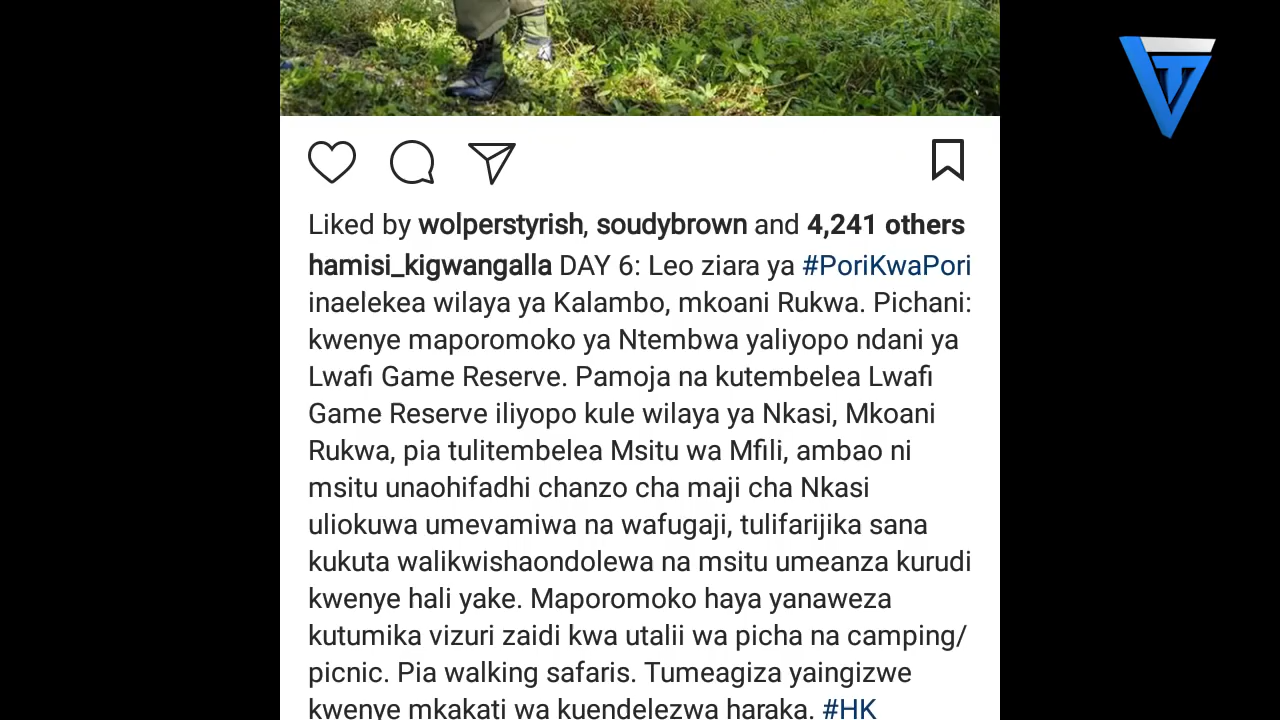 Liked by wolperstyrish, soudybrown and 4,241 others
hamisi_kigwangalla DAY 6: Leo ziara ya #PoriKwaPori
inaelekea wilaya ya Kalambo, mkoani Rukwa. Pichani:
kwenye maporomoko ya Ntembwa yaliyopo ndani ya
Lwafi Game Reserve. Pamoja na kutembelea Lwafi
Game Reserve iliyopo kule wilaya ya Nkasi, Mkoani
Rukwa, pia tulitembelea Msitu wa Mfili, ambao ni
msitu unaohifadhi chanzo cha maji cha Nkasi
uliokuwa umevamiwa na wafugaji, tulifarijika sana
kukuta walikwishaondolewa na msitu umeanza kurudi
kwenye hali yake. Maporomoko haya yanaweza
kutumika vizuri zaidi kwa utalii wa picha na camping/
picnic. Pia walking safaris. Tumeagiza yaingizwe
kwenye mkakati wa kuendelezwa haraka. #HK